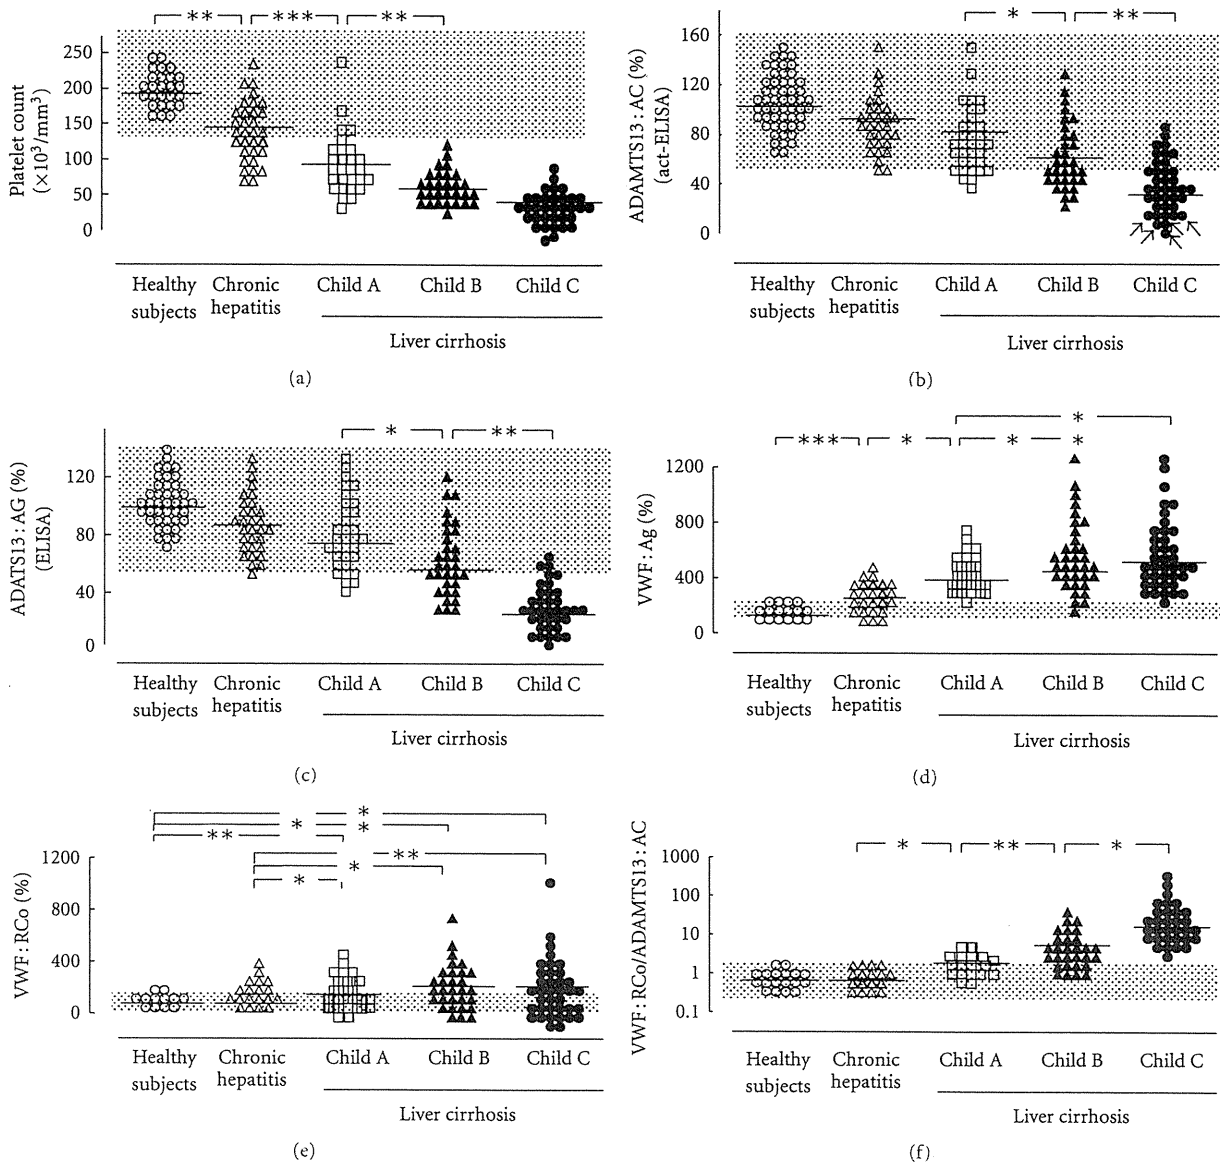 ** *** **
Platelet count
(×10³/mm³)
250
200
150
100
50
0
Healthy subjects
Chronic hepatitis
Child A
Child B
Child C
Liver cirrhosis
(a)
* **
ADAMTS13 : AC (%)
(act-ELISA)
160
120
80
40
0
Healthy subjects
Chronic hepatitis
Child A
Child B
Child C
Liver cirrhosis
(b)
* **
ADATS13 : AG (%)
(ELISA)
120
80
40
0
Healthy subjects
Chronic hepatitis
Child A
Child B
Child C
Liver cirrhosis
(c)
*
*** * * *
VWF : Ag (%)
1200
800
400
0
Healthy subjects
Chronic hepatitis
Child A
Child B
Child C
Liver cirrhosis
(d)
*
* *
**
**
*
*
VWF : RCo (%)
1200
800
400
0
Healthy subjects
Chronic hepatitis
Child A
Child B
Child C
Liver cirrhosis
(e)
* ** *
VWF : RCo/ADAMTS13 : AC
1000
100
10
1
0.1
Healthy subjects
Chronic hepatitis
Child A
Child B
Child C
Liver cirrhosis
(f)